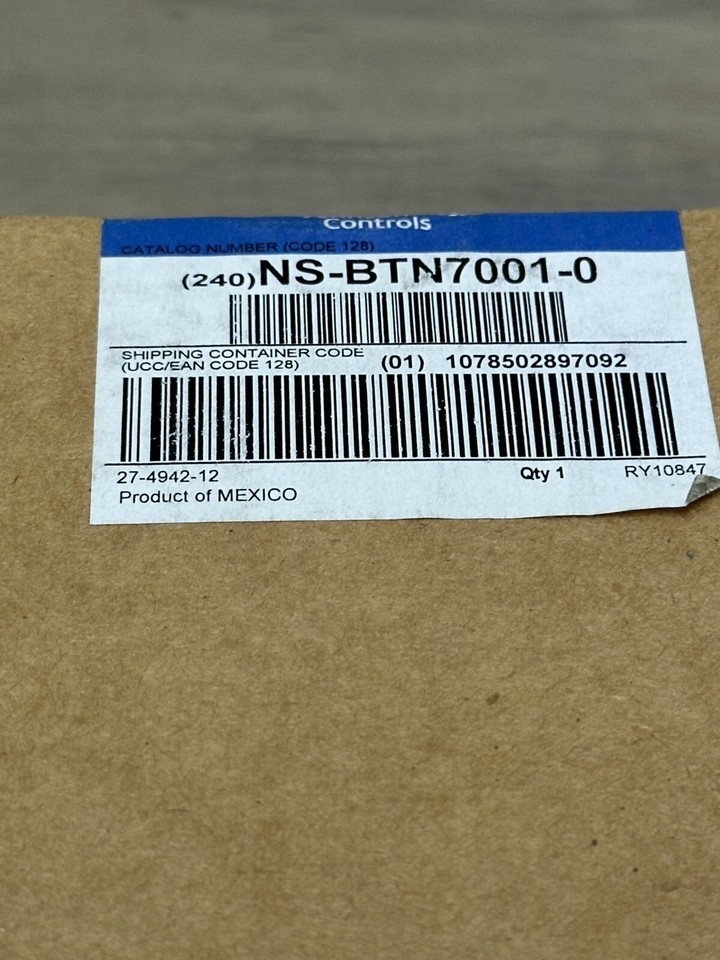 Controls
CATALOG NUMBER (CODE 128)
(240)NS-BTN7001-0
SHIPPING CONTAINER CODE
(UCC/EAN CODE 128)
(01) 1078502897092
27-4942-12
Qty 1
RY10847
Product of MEXICO